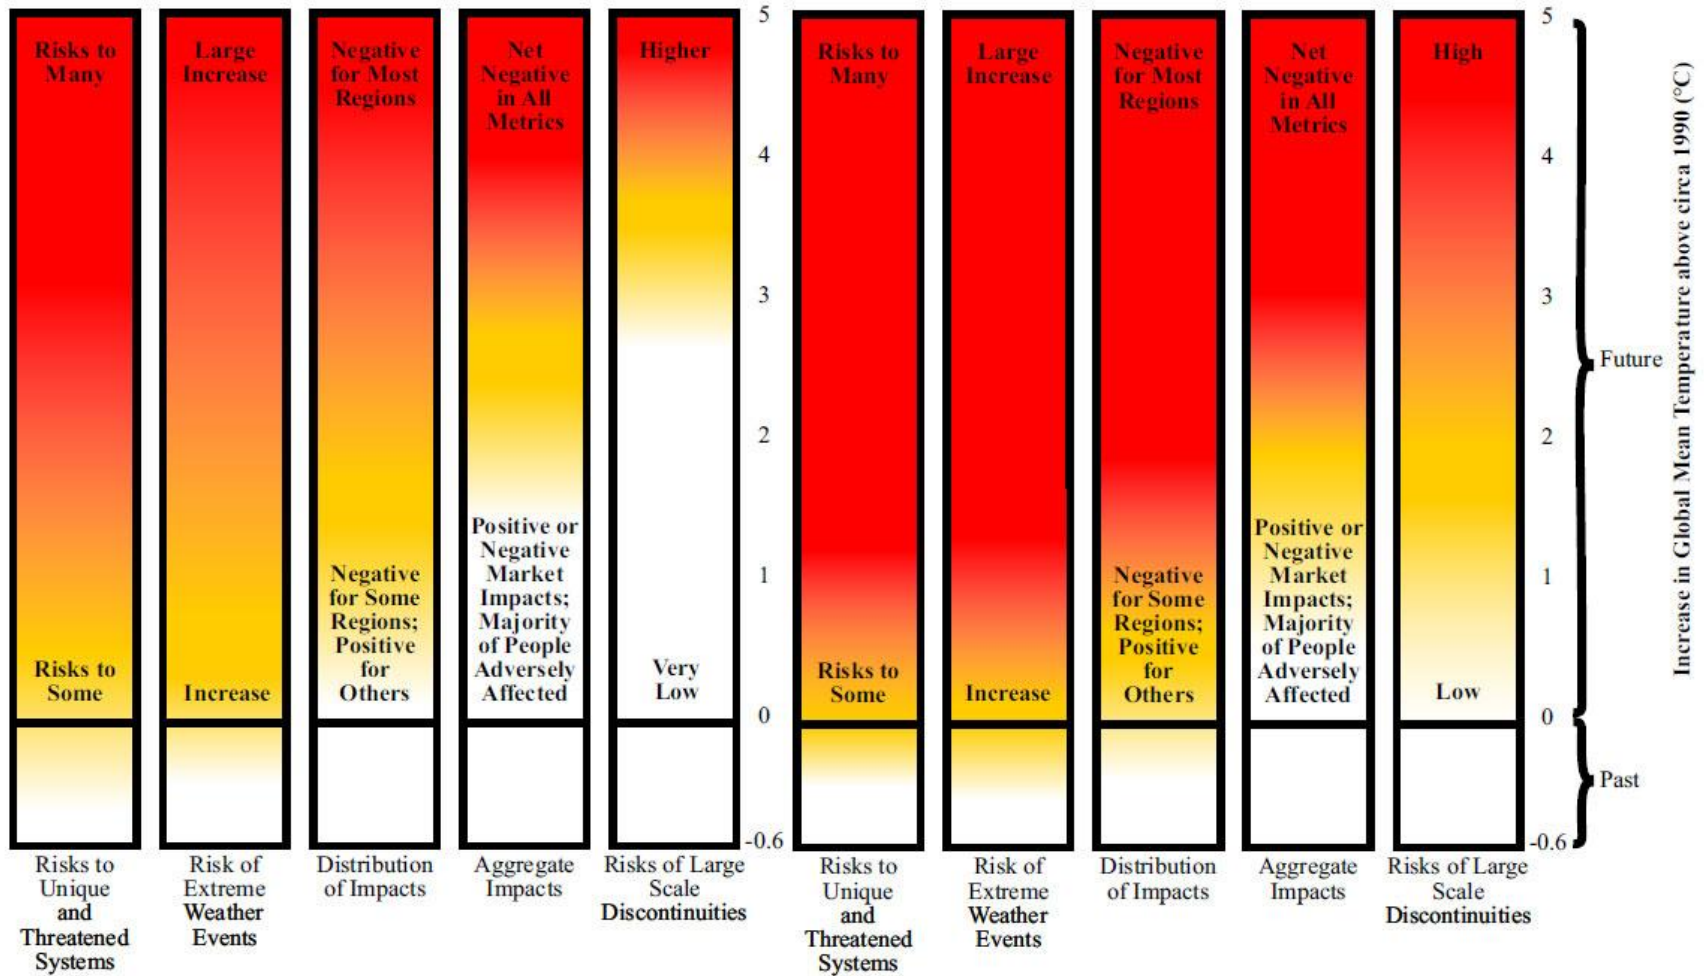 Risks to
Many
Large
Increase
Negative
for Most
Regions
Net
Negative
in All
Metrics
Higher
5
Risks to
Many
Large
Increase
Negative
for Most
Regions
Net
Negative
in All
Metrics
High
5
4
4
3
3
2
2
1
1
0
0
-0.6
-0.6
Risks to
Some
Increase
Negative
for Some
Regions;
Positive
for
Others
Positive or
Negative
Market
Impacts;
Majority
of People
Adversely
Affected
Very
Low
Risks to
Some
Increase
Negative
for Some
Regions;
Positive
for
Others
Positive or
Negative
Market
Impacts;
Majority
of People
Adversely
Affected
Low
Future
Past
Increase in Global Mean Temperature above circa 1990 (°C)
Risks to
Unique
and
Threatened
Systems
Risk of
Extreme
Weather
Events
Distribution
of Impacts
Aggregate
Impacts
Risks of Large
Scale
Discontinuities
Risks to
Unique
and
Threatened
Systems
Risk of
Extreme
Weather
Events
Distribution
of Impacts
Aggregate
Impacts
Risks of Large
Scale
Discontinuities